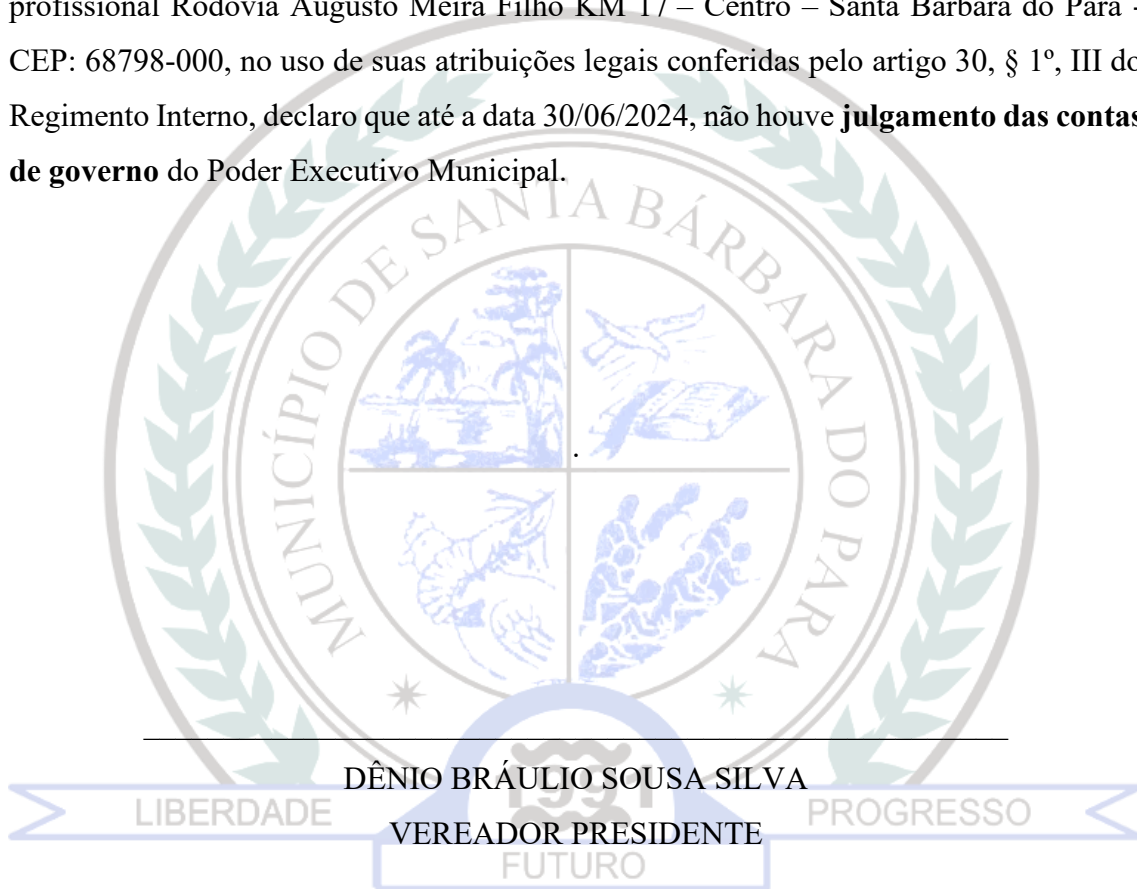 profissional Rodovia Augusto Meira Filho KM 17 – Centro – Santa Bárbara do Pará -
CEP: 68798-000, no uso de suas atribuições legais conferidas pelo artigo 30, § 1º, III do
Regimento Interno, declaro que até a data 30/06/2024, não houve julgamento das contas
de governo do Poder Executivo Municipal.
MUNICÍPIO DE SANTA BÁRBARA DO PARÁ
.
1991
DÊNIO BRÁULIO SOUSA SILVA
LIBERDADE
PROGRESSO
VEREADOR PRESIDENTE
FUTURO